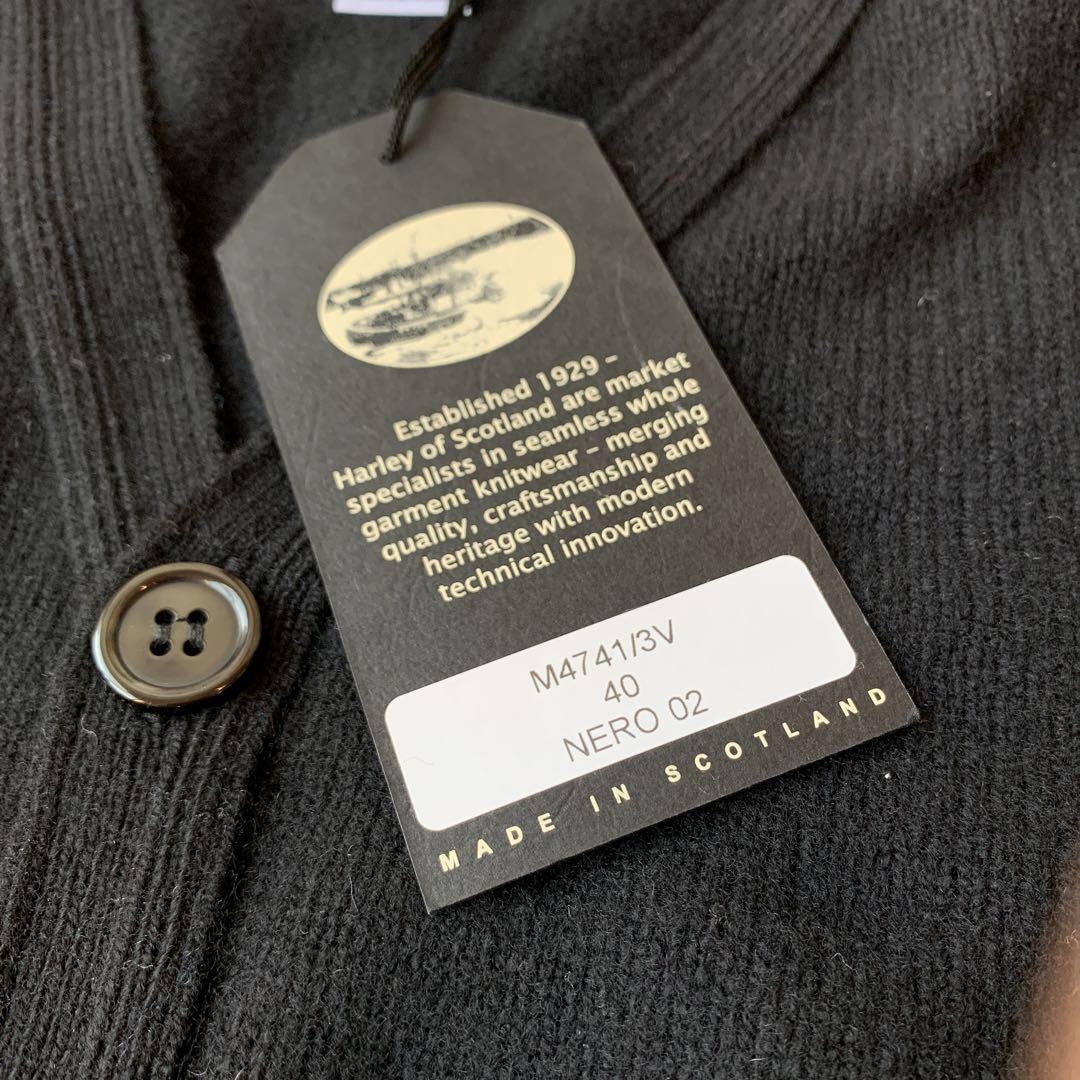 Established 1929 –
Harley of Scotland are market
specialists in seamless whole
garment knitwear – merging
quality, craftsmanship and
heritage with modern
technical innovation.
M4741/3V
40
NERO 02
MADE IN SCOTLAND